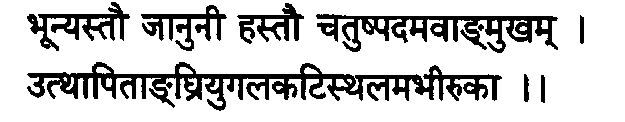 भून्यस्तौ जानुनी हस्तौ चतुष्पदमवाङ्मुखम् ।
उत्थापिताङ्घ्रियुगलकटिस्थलमभीरुका ।।